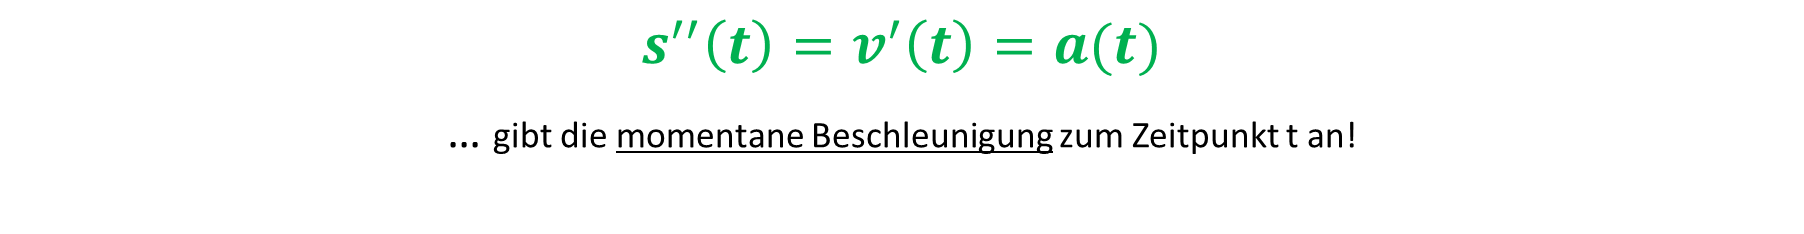 s′′(t) = v′(t) = a(t)
... gibt die momentane Beschleunigung zum Zeitpunkt t an!